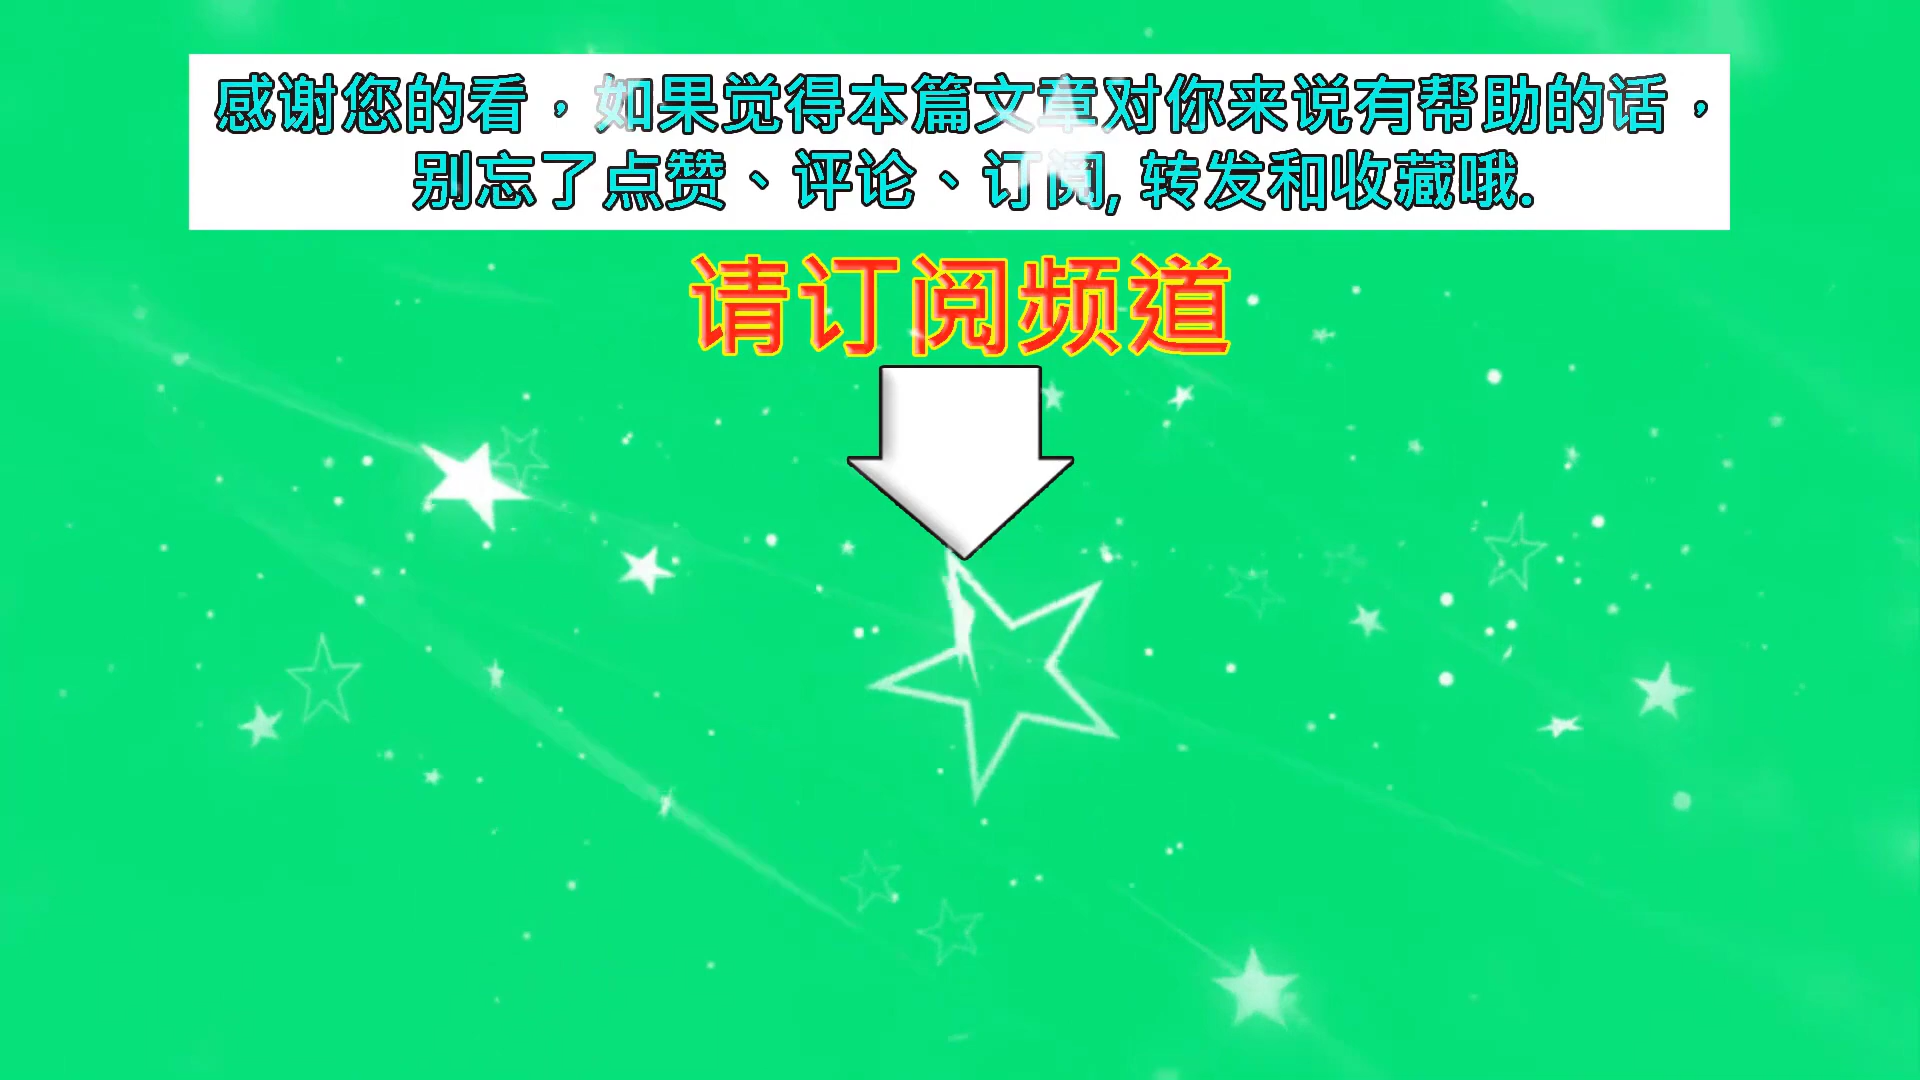 感谢您的看，如果觉得本篇文章对你来说有帮助的话，
别忘了点赞、评论、订阅, 转发和收藏哦.
请订阅频道